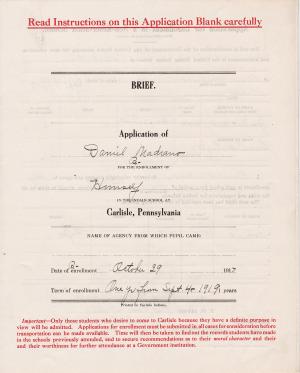 Read Instructions on this Application Blank carefully
BRIEF.
Application of
Daniel Madrano
FOR THE ENROLLMENT OF
Himself
IN THE INDIAN SCHOOL AT
Carlisle, Pennsylvania
NAME OF AGENCY FROM WHICH PUPIL CAME:
Date of enrollment October 29 1917
Term of enrollment One yr from Sept. 4, 1917 years
Printed by Carlisle Indians.
Important—Only those students who desire to come to Carlisle because they have a definite purpose in
view will be admitted. Applications for enrollment must be submitted in all cases for consideration before
transportation can be made available. Time will then be taken to find out the records students have made
in the schools previously attended, and to secure recommendations as to their moral character and their
and their worthiness for further attendance at a Government institution.